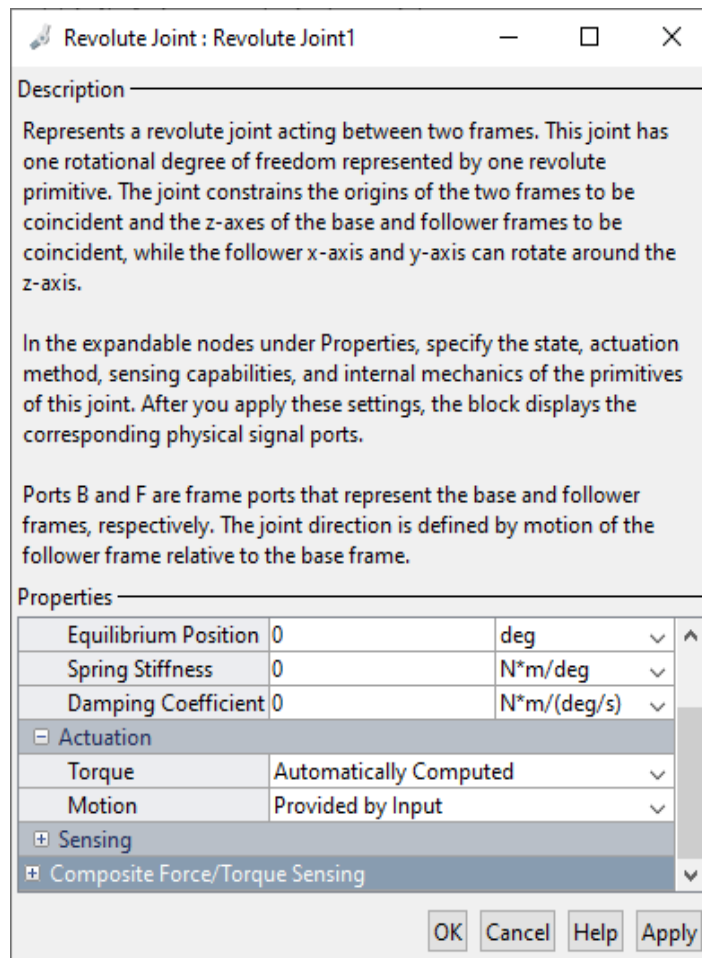 Revolute Joint : Revolute Joint1
Description
Represents a revolute joint acting between two frames. This joint has
one rotational degree of freedom represented by one revolute
primitive. The joint constrains the origins of the two frames to be
coincident and the z-axes of the base and follower frames to be
coincident, while the follower x-axis and y-axis can rotate around the
z-axis.
In the expandable nodes under Properties, specify the state, actuation
method, sensing capabilities, and internal mechanics of the primitives
of this joint. After you apply these settings, the block displays the
corresponding physical signal ports.
Ports B and F are frame ports that represent the base and follower
frames, respectively. The joint direction is defined by motion of the
follower frame relative to the base frame.
Properties
Equilibrium Position 0 deg
Spring Stiffness 0 N*m/deg
Damping Coefficient 0 N*m/(deg/s)
Actuation
Torque Automatically Computed
Motion Provided by Input
Sensing
Composite Force/Torque Sensing
OK Cancel Help Apply